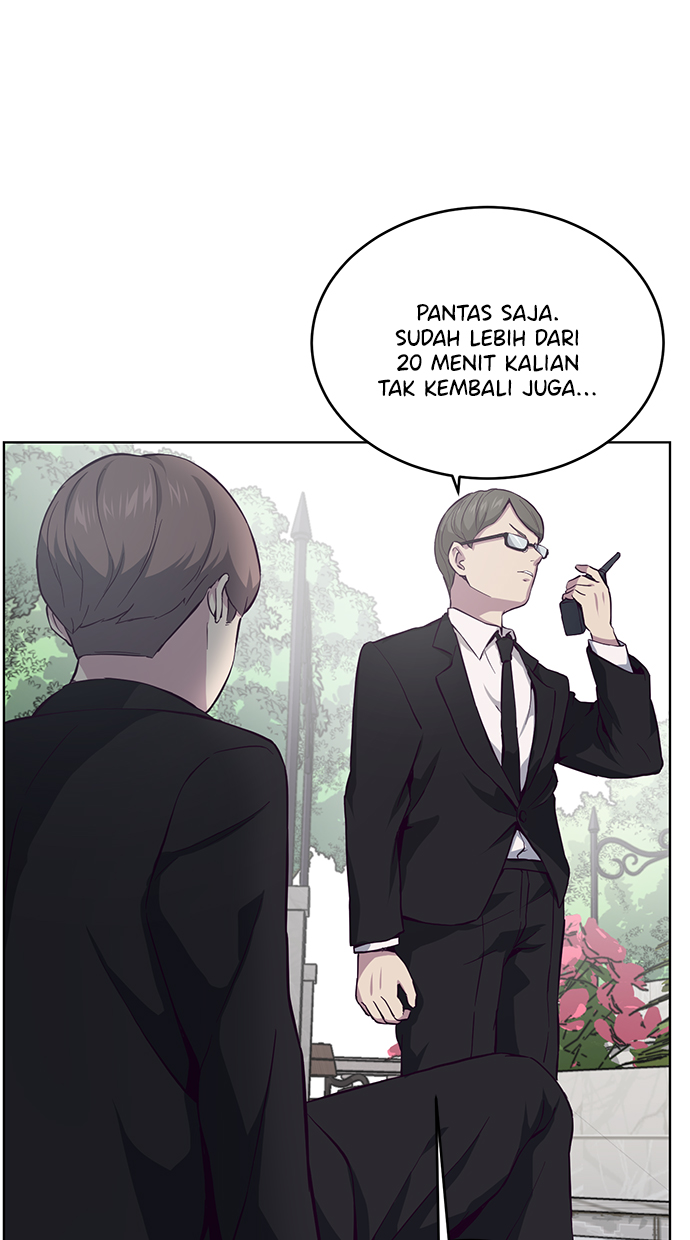 PANTAS SAJA.
SUDAH LEBIH DARI
20 MENIT KALIAN
TAK KEMBALI JUGA...